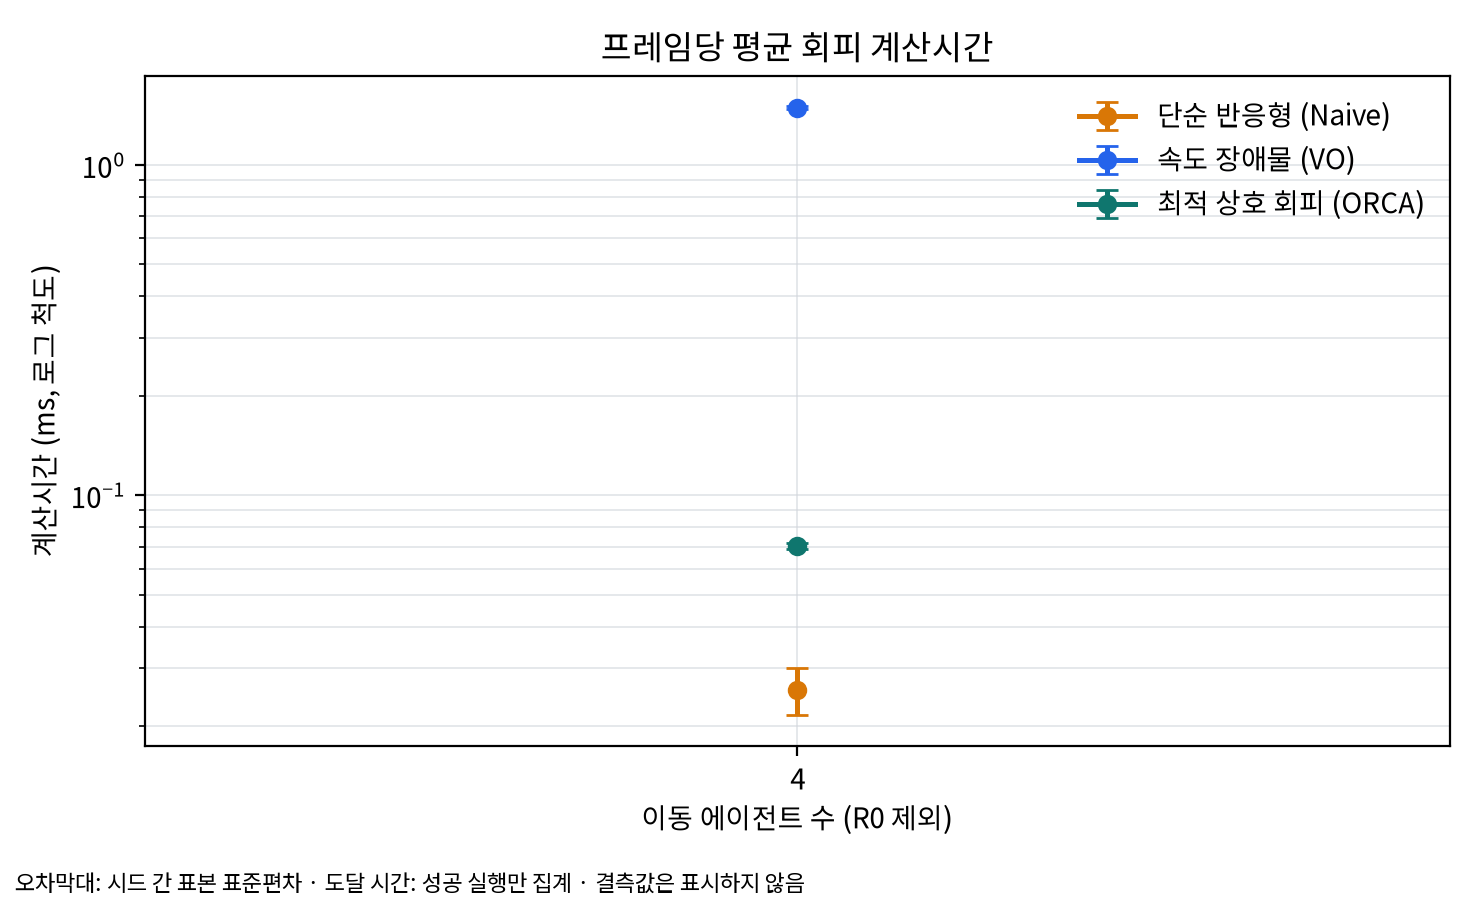 프레임당 평균 회피 계산시간
단순 반응형 (Naive)
속도 장애물 (VO)
최적 상호 회피 (ORCA)
계산시간 (ms, 로그 척도)
10⁰
10⁻¹
4
이동 에이전트 수 (R0 제외)
오차막대: 시드 간 표본 표준편차 · 도달 시간: 성공 실행만 집계 · 결측값은 표시하지 않음